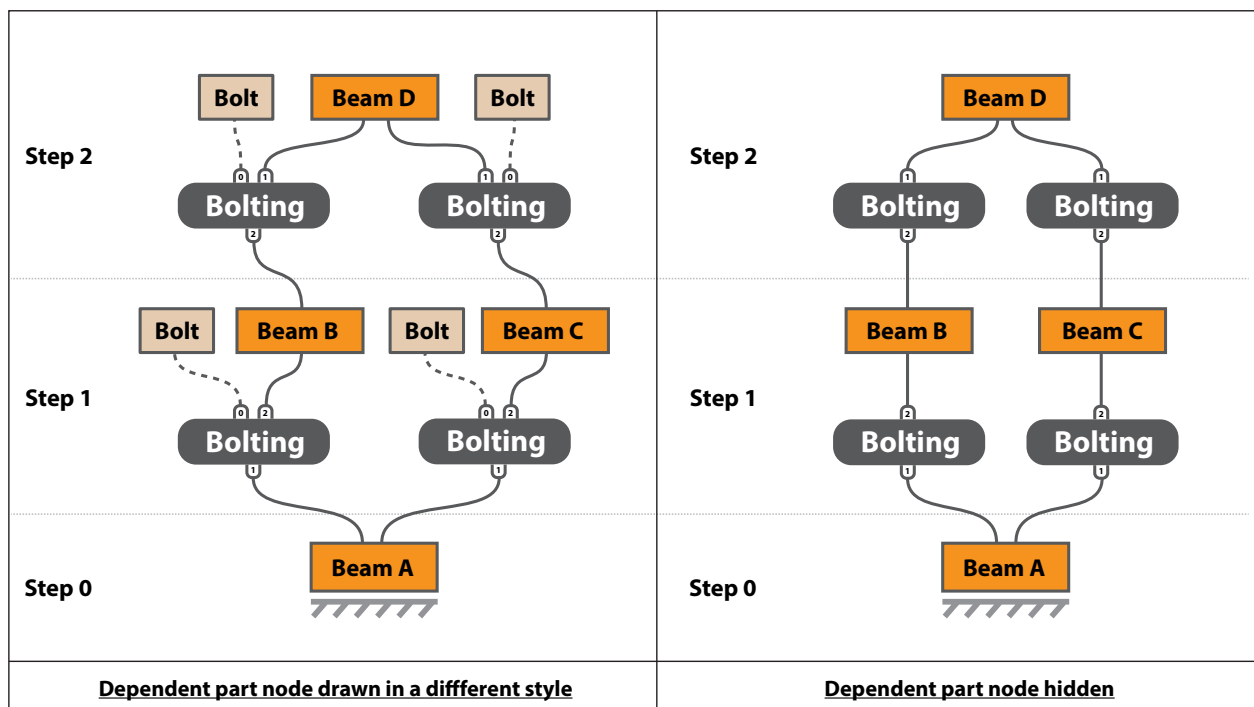 Bolt
Beam D
Bolt
Step 2
0
1
1
0
Bolting
Bolting
2
2
Bolt
Beam B
Bolt
Beam C
Step 1
0
2
0
2
Bolting
Bolting
1
1
Beam A
Step 0
Dependent part node drawn in a diffferent style
Beam D
Step 2
1
1
Bolting
Bolting
2
2
Beam B
Beam C
Step 1
2
2
Bolting
Bolting
1
1
Beam A
Step 0
Dependent part node hidden